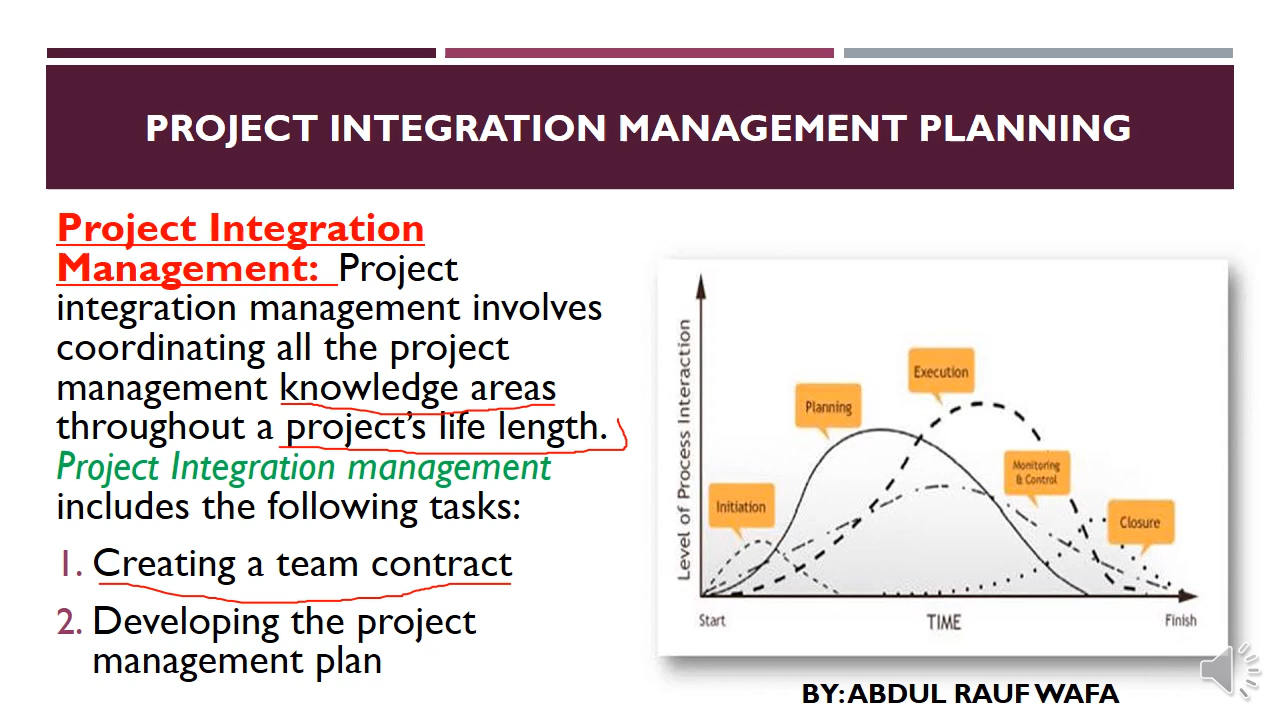 PROJECT INTEGRATION MANAGEMENT PLANNING
Project Integration
Management: Project
integration management involves
coordinating all the project
management knowledge areas
throughout a project’s life length.
Project Integration management
includes the following tasks:
1. Creating a team contract
2. Developing the project
management plan
Level of Process Interaction
Initiation
Planning
Execution
Monitoring
& Control
Closure
Start
TIME
Finish
BY: ABDUL RAUF WAFA